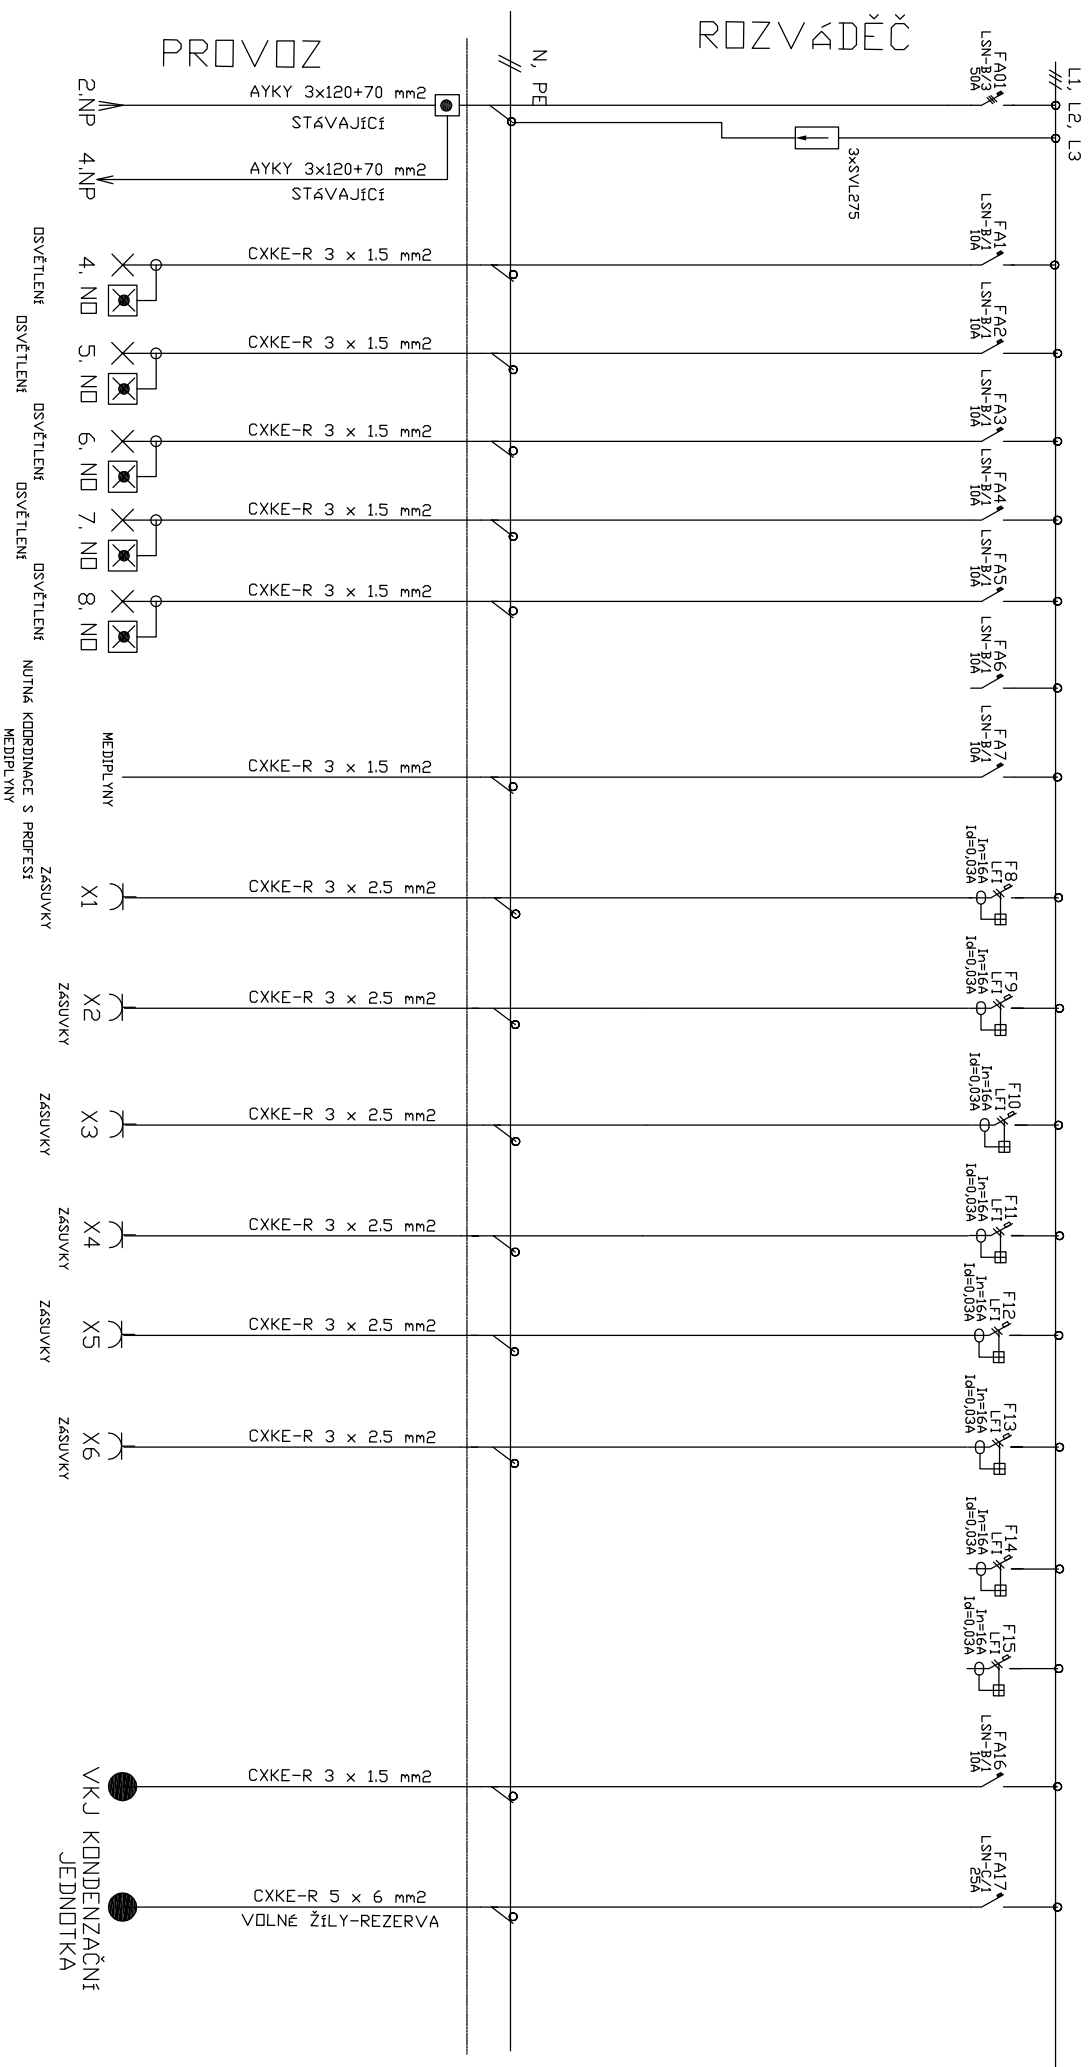 ROZVÁDĚČ
PROVOZ
L1, L2, L3
N, PE
FA01
LSN-B/3
50A
3xSVL275
AYKY 3x120+70 mm2
STÁVAJÍCÍ
2.NP
AYKY 3x120+70 mm2
STÁVAJÍCÍ
4.NP
FA1
LSN-B/1
10A
CXKE-R 3 x 1.5 mm2
4, NO
OSVĚTLENÍ
FA2
LSN-B/1
10A
CXKE-R 3 x 1.5 mm2
5, NO
OSVĚTLENÍ
FA3
LSN-B/1
10A
CXKE-R 3 x 1.5 mm2
6, NO
OSVĚTLENÍ
FA4
LSN-B/1
10A
CXKE-R 3 x 1.5 mm2
7, NO
OSVĚTLENÍ
FA5
LSN-B/1
10A
CXKE-R 3 x 1.5 mm2
8, NO
OSVĚTLENÍ
FA6
LSN-B/1
10A
FA7
LSN-B/1
10A
CXKE-R 3 x 1.5 mm2
MEDIPLYNY
NUTNÁ KOORDINACE S PROFESÍ
MEDIPLYNY
F8
LFI
In=16A
Id=0,03A
CXKE-R 3 x 2.5 mm2
X1
ZÁSUVKY
F9
LFI
In=16A
Id=0,03A
CXKE-R 3 x 2.5 mm2
X2
ZÁSUVKY
F10
LFI
In=16A
Id=0,03A
CXKE-R 3 x 2.5 mm2
X3
ZÁSUVKY
F11
LFI
In=16A
Id=0,03A
CXKE-R 3 x 2.5 mm2
X4
ZÁSUVKY
F12
LFI
In=16A
Id=0,03A
CXKE-R 3 x 2.5 mm2
X5
ZÁSUVKY
F13
LFI
In=16A
Id=0,03A
CXKE-R 3 x 2.5 mm2
X6
ZÁSUVKY
F14
LFI
In=16A
Id=0,03A
F15
LFI
In=16A
Id=0,03A
FA16
LSN-B/1
10A
CXKE-R 3 x 1.5 mm2
VKJ
FA17
LSN-C/1
25A
CXKE-R 5 x 6 mm2
VOLNÉ ŽÍLY-REZERVA
KONDENZAČNÍ
JEDNOTKA